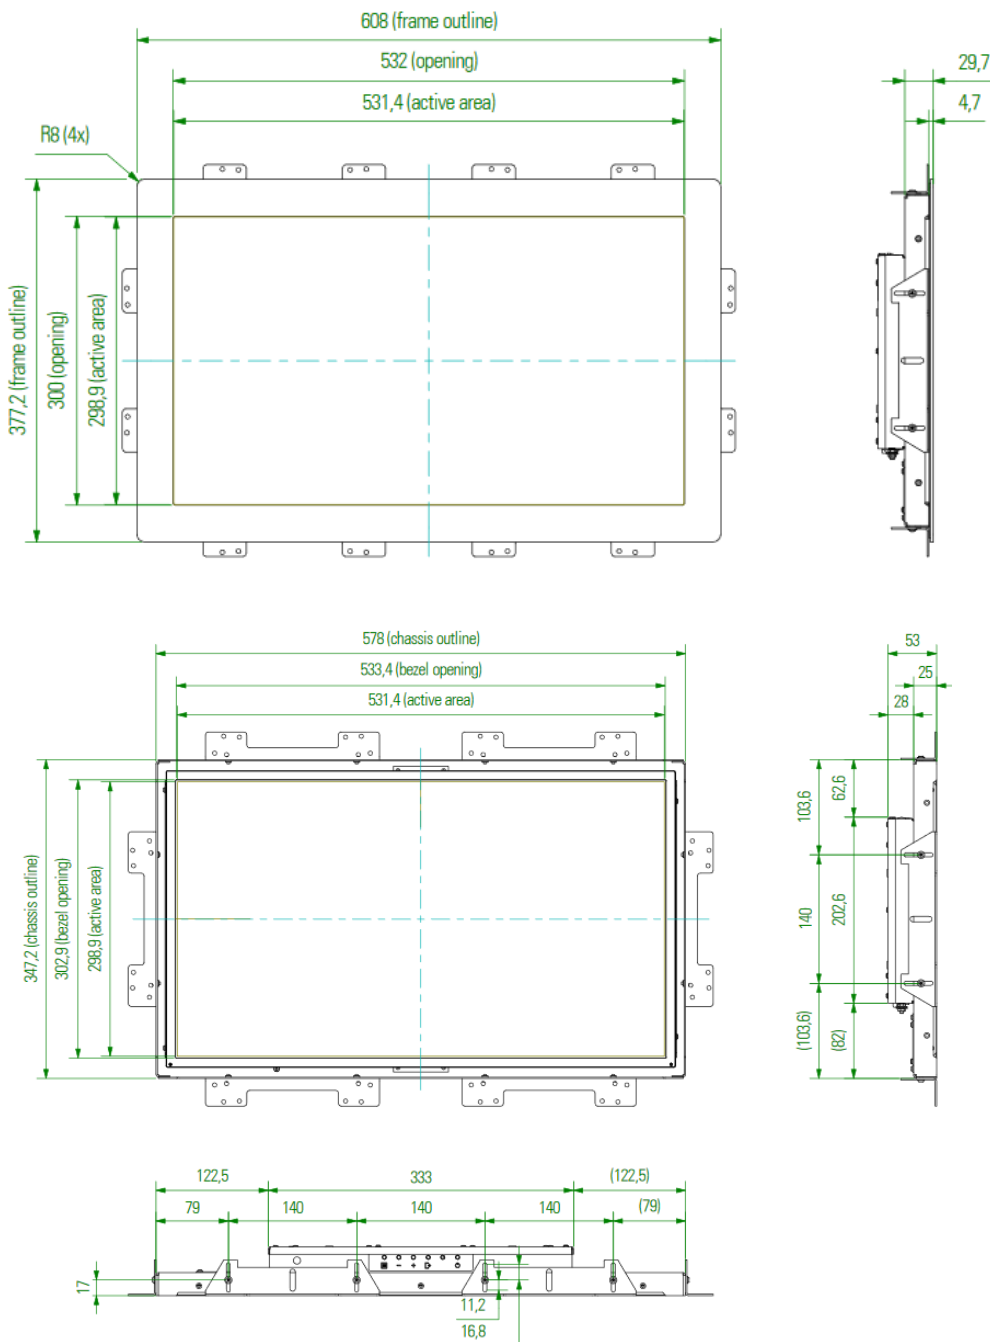 608 (frame outline)
532 (opening)
531,4 (active area)
R8 (4x)
377,2 (frame outline)
300 (opening)
298,9 (active area)
29,7
4,7
578 (chassis outline)
533,4 (bezel opening)
531,4 (active area)
347,2 (chassis outline)
302,9 (bezel opening)
298,9 (active area)
53
25
28
103,6
62,6
140
202,6
(103,6)
(82)
122,5
333
(122,5)
79
140
140
140
(79)
17
11,2
16,8